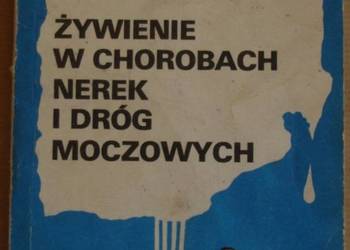 ŻYWIENIE
W CHOROBACH
NEREK
I DRÓG
MOCZOWYCH